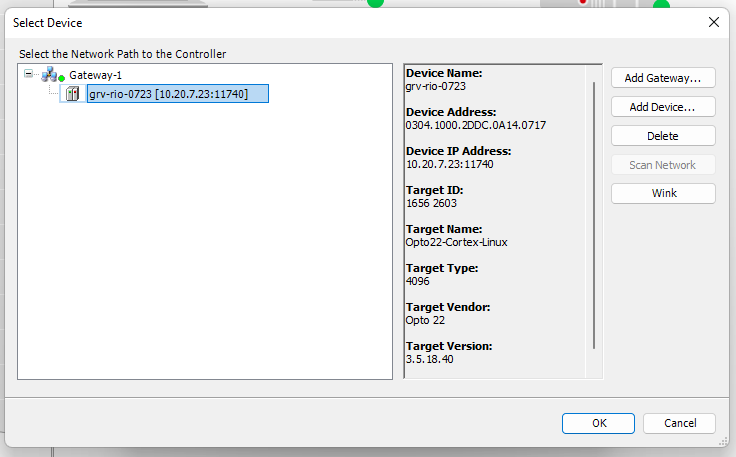 Select Device
Select the Network Path to the Controller
Gateway-1
grv-rio-0723 [10.20.7.23:11740]
Device Name:
grv-rio-0723
Device Address:
0304.1000.2DDC.0A14.0717
Device IP Address:
10.20.7.23:11740
Target ID:
1656 2603
Target Name:
Opto22-Cortex-Linux
Target Type:
4096
Target Vendor:
Opto 22
Target Version:
3.5.18.40
Add Gateway...
Add Device...
Delete
Scan Network
Wink
OK
Cancel